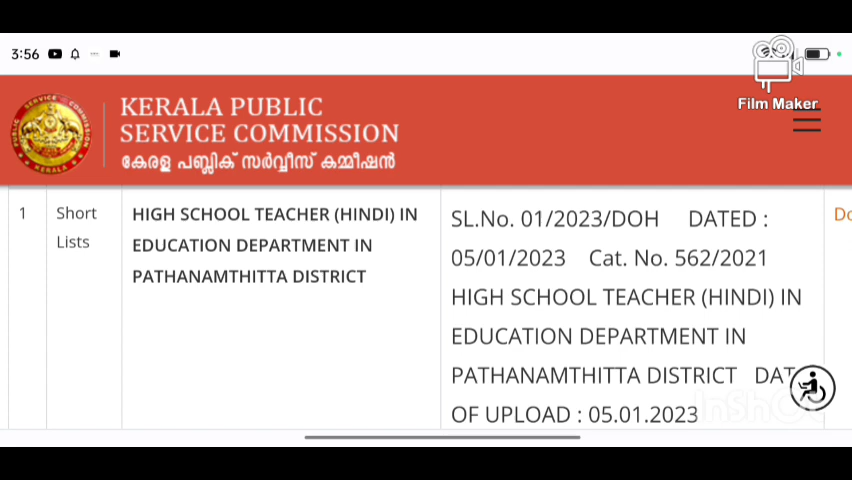 3:56
Film Maker
KERALA PUBLIC
SERVICE COMMISSION
കേരള പബ്ലിക് സർവ്വീസ് കമ്മീഷൻ
1
Short
Lists
HIGH SCHOOL TEACHER (HINDI) IN
EDUCATION DEPARTMENT IN
PATHANAMTHITTA DISTRICT
SL.No. 01/2023/DOH DATED :
05/01/2023 Cat. No. 562/2021
HIGH SCHOOL TEACHER (HINDI) IN
EDUCATION DEPARTMENT IN
PATHANAMTHITTA DISTRICT DAT
OF UPLOAD : 05.01.2023
Do